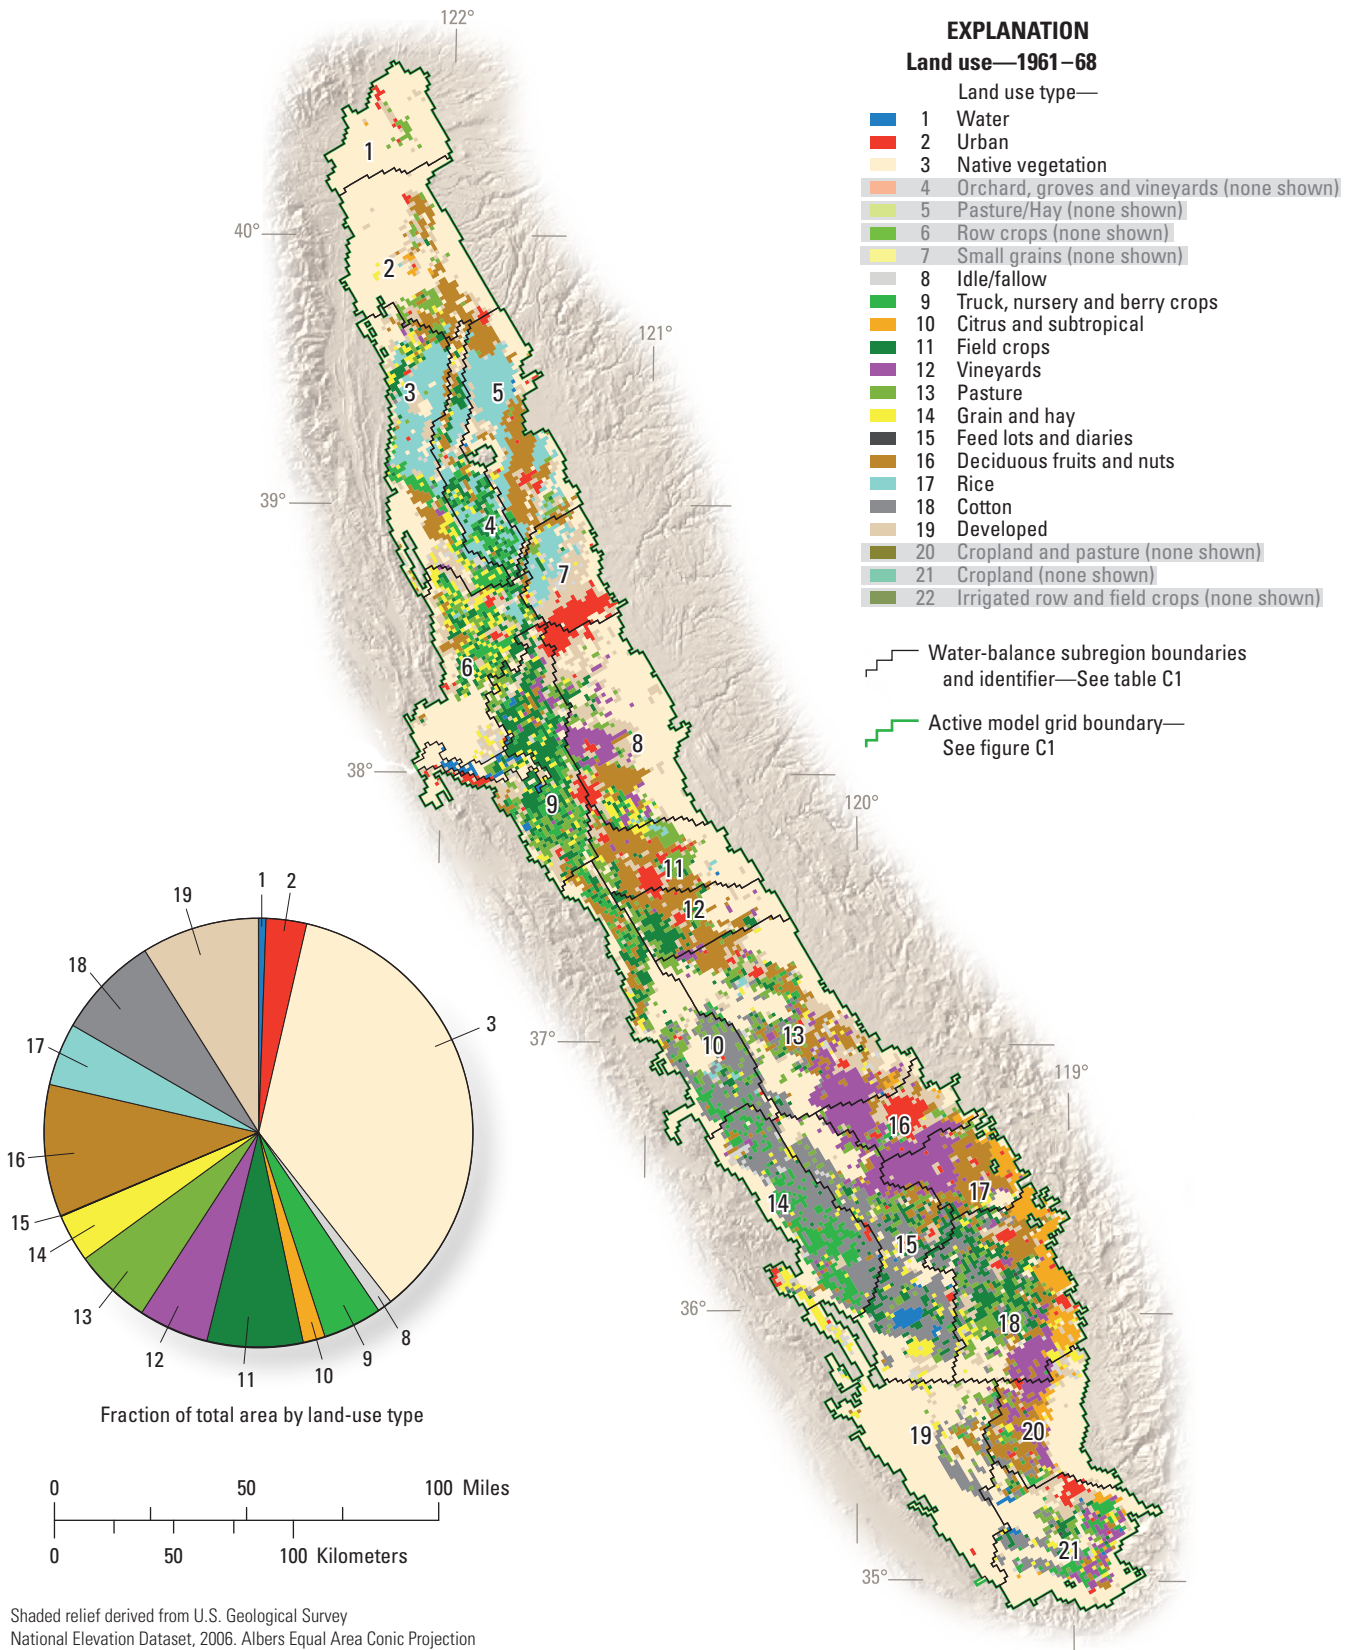 EXPLANATION
Land use—1961–68
Land use type—
1 Water
2 Urban
3 Native vegetation
4 Orchard, groves and vineyards (none shown)
5 Pasture/Hay (none shown)
6 Row crops (none shown)
7 Small grains (none shown)
8 Idle/fallow
9 Truck, nursery and berry crops
10 Citrus and subtropical
11 Field crops
12 Vineyards
13 Pasture
14 Grain and hay
15 Feed lots and diaries
16 Deciduous fruits and nuts
17 Rice
18 Cotton
19 Developed
20 Cropland and pasture (none shown)
21 Cropland (none shown)
22 Irrigated row and field crops (none shown)
Water-balance subregion boundaries
and identifier—See table C1
Active model grid boundary—
See figure C1
122°
40°
121°
39°
38°
120°
37°
119°
36°
35°
1
2
3
5
4
7
6
8
9
11
12
13
10
16
17
14
15
18
19
20
21
1
2
3
8
9
10
11
12
13
14
15
16
17
18
19
Fraction of total area by land-use type
0 50 100 Miles
0 50 100 Kilometers
Shaded relief derived from U.S. Geological Survey
National Elevation Dataset, 2006. Albers Equal Area Conic Projection